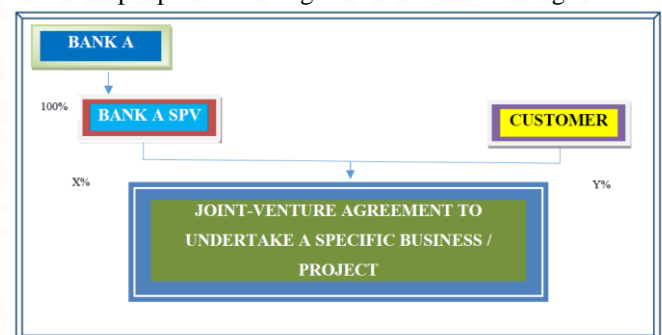 BANK A
100%
BANK A SPV
CUSTOMER
X%
Y%
JOINT-VENTURE AGREEMENT TO
UNDERTAKE A SPECIFIC BUSINESS /
PROJECT